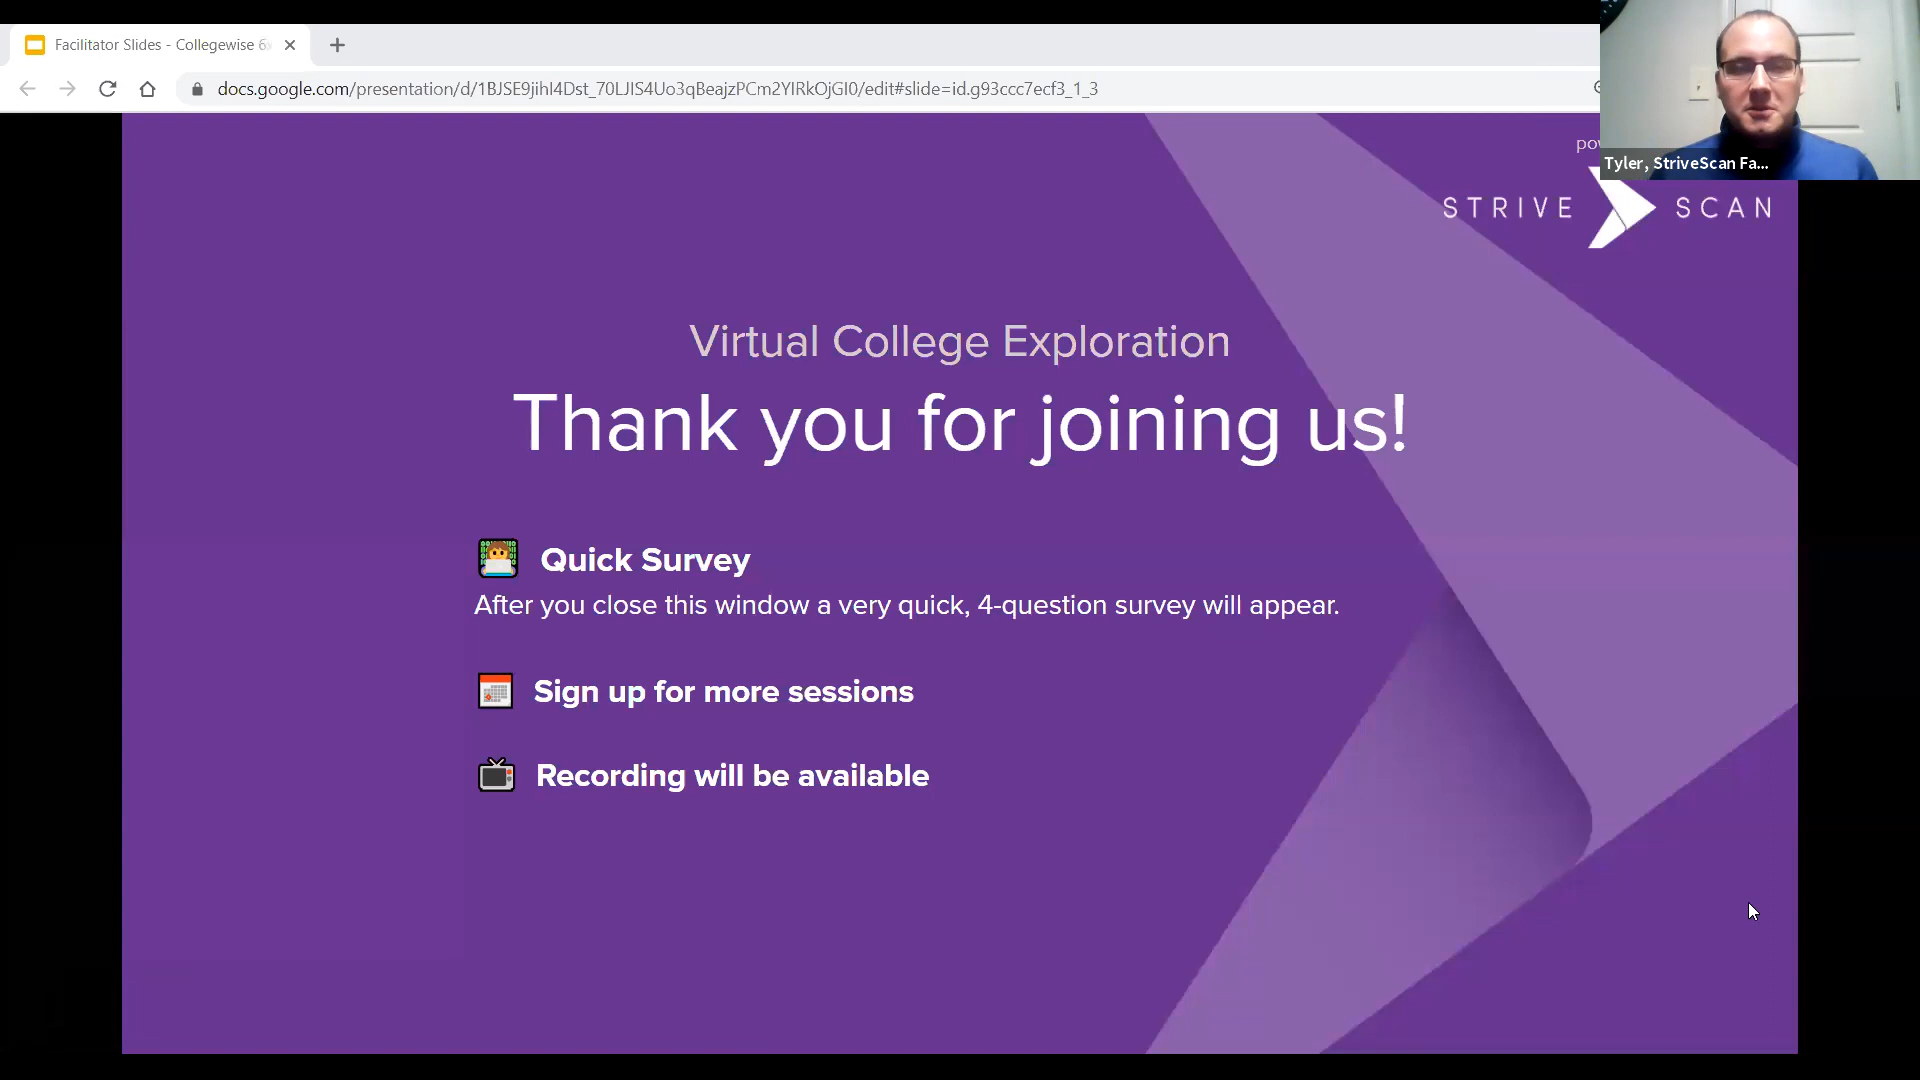 Facilitator Slides - Collegewise 6x
docs.google.com/presentation/d/1BJSE9jihI4Dst_70LJIS4Uo3qBeajzPCm2YlRkOjGI0/edit#slide=id.g93ccc7ecf3_1_3
Tyler, StriveScan Fa...
STRIVE SCAN
Virtual College Exploration
Thank you for joining us!
Quick Survey
After you close this window a very quick, 4-question survey will appear.
Sign up for more sessions
Recording will be available